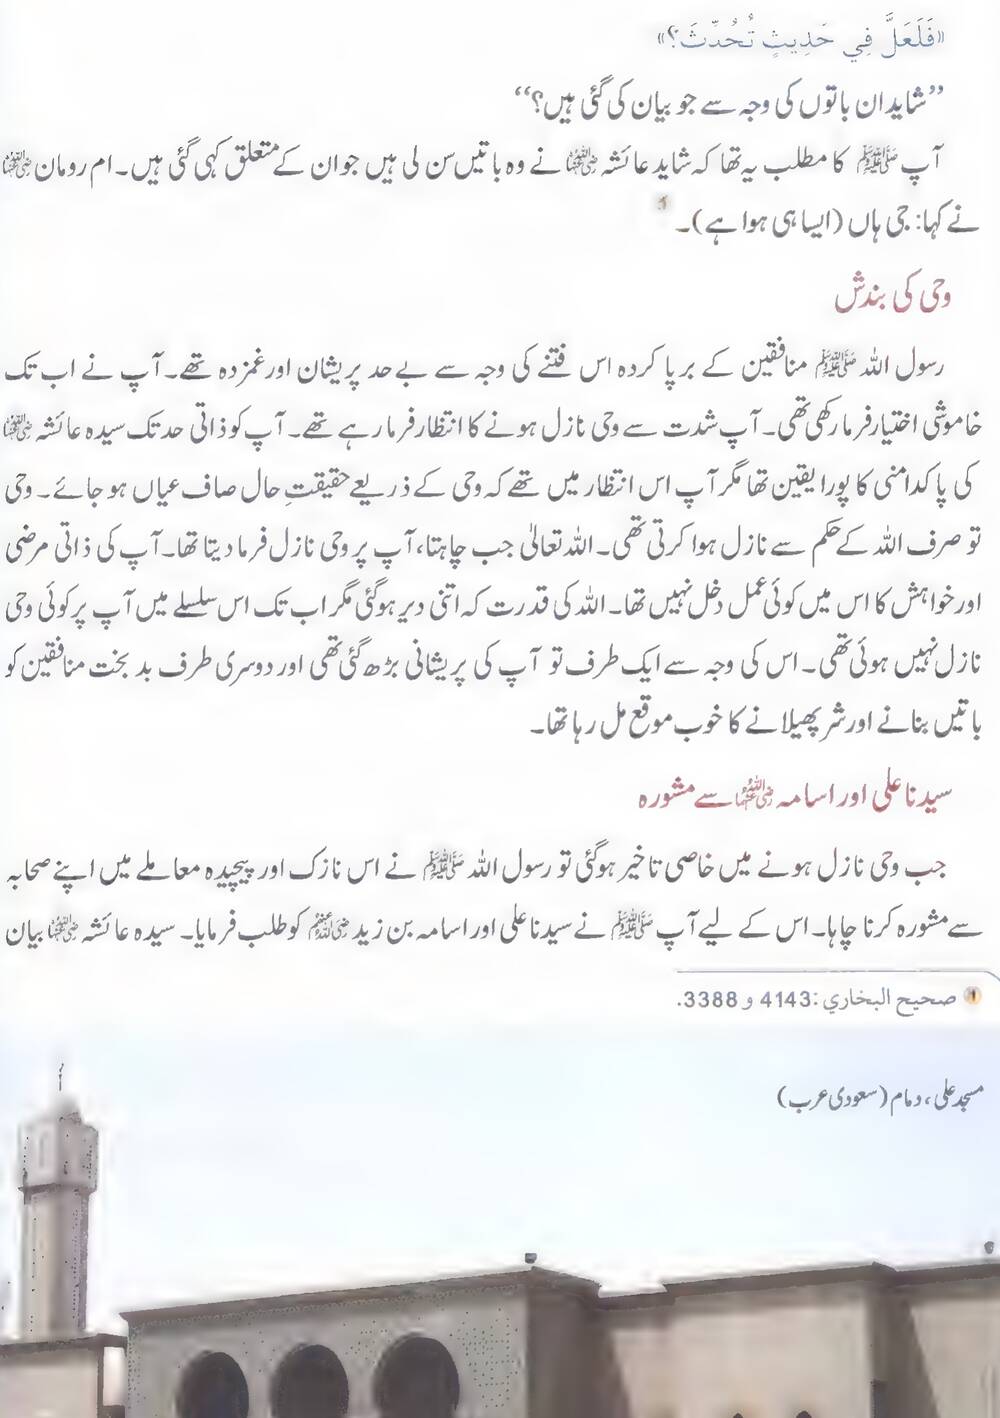 «فَلَعَلَّ فِي حَدِيثٍ تُحُدِّثَ؟»
”شاید ان باتوں کی وجہ سے جو بیان کی گئی ہیں؟“
آپ ﷺ کا مطلب یہ تھا کہ شاید عائشہ رضی اللہ عنہا نے وہ باتیں سن لی ہیں جو ان کے متعلق کہی گئی ہیں۔ ام رومان رضی اللہ عنہا
نے کہا: جی ہاں (ایسا ہی ہوا ہے)۔ 1
وحی کی بندش
رسول اللہ ﷺ منافقین کے برپا کردہ اس فتنے کی وجہ سے بے حد پریشان اور غمزدہ تھے۔ آپ نے اب تک
خاموشی اختیار فرما رکھی تھی۔ آپ شدت سے وحی نازل ہونے کا انتظار فرما رہے تھے۔ آپ کو ذاتی حد تک سیدہ عائشہ رضی اللہ عنہا
کی پاکدامنی کا پورا یقین تھا مگر آپ اس انتظار میں تھے کہ وحی کے ذریعے حقیقتِ حال صاف عیاں ہو جائے۔ وحی
تو صرف اللہ کے حکم سے نازل ہوا کرتی تھی۔ اللہ تعالیٰ جب چاہتا، آپ پر وحی نازل فرما دیتا تھا۔ آپ کی ذاتی مرضی
اور خواہش کا اس میں کوئی عمل دخل نہیں تھا۔ اللہ کی قدرت کہ اتنی دیر ہو گئی مگر اب تک اس سلسلے میں آپ پر کوئی وحی
نازل نہیں ہوئی تھی۔ اس کی وجہ سے ایک طرف تو آپ کی پریشانی بڑھ گئی تھی اور دوسری طرف بد بخت منافقین کو
باتیں بنانے اور شر پھیلانے کا خوب موقع مل رہا تھا۔
سیدنا علی اور اسامہ رضی اللہ عنہما سے مشورہ
جب وحی نازل ہونے میں خاصی تاخیر ہو گئی تو رسول اللہ ﷺ نے اس نازک اور پیچیدہ معاملے میں اپنے صحابہ
سے مشورہ کرنا چاہا۔ اس کے لیے آپ ﷺ نے سیدنا علی اور اسامہ بن زید رضی اللہ عنہم کو طلب فرمایا۔ سیدہ عائشہ رضی اللہ عنہا بیان
1 صحيح البخاري: 4143 و 3388.
مسجد علی، دمام (سعودی عرب)